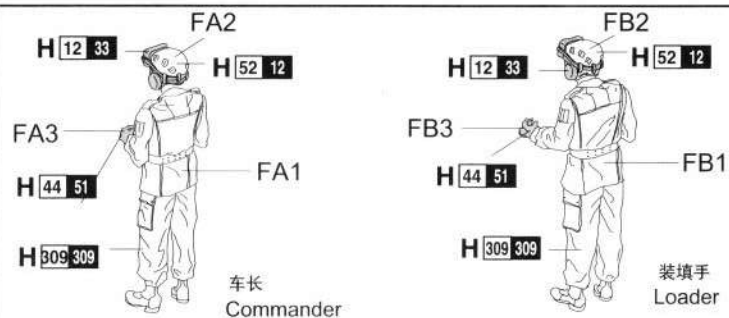 FA2
H 12 33
H 52 12
FA3
FA1
H 44 51
H 309 309
车长
Commander
FB2
H 52 12
H 12 33
FB3
FB1
H 44 51
H 309 309
装填手
Loader